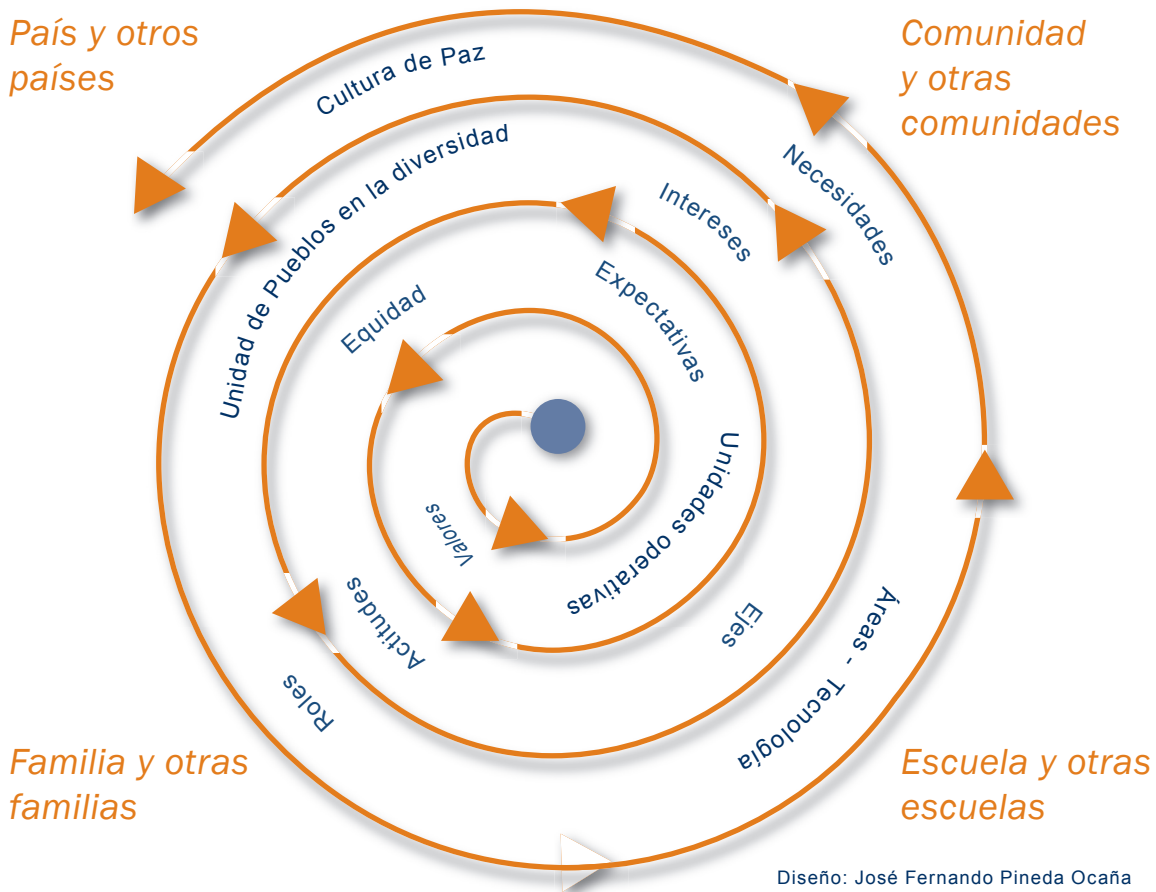 País y otros
países
Comunidad
y otras
comunidades
Cultura de Paz
Necesidades
Unidad de Pueblos en la diversidad
Intereses
Equidad
Expectativas
Valores
Unidades operativas
Actitudes
Ejes
Roles
Áreas - Tecnología
Familia y otras
familias
Escuela y otras
escuelas
Diseño: José Fernando Pineda Ocaña